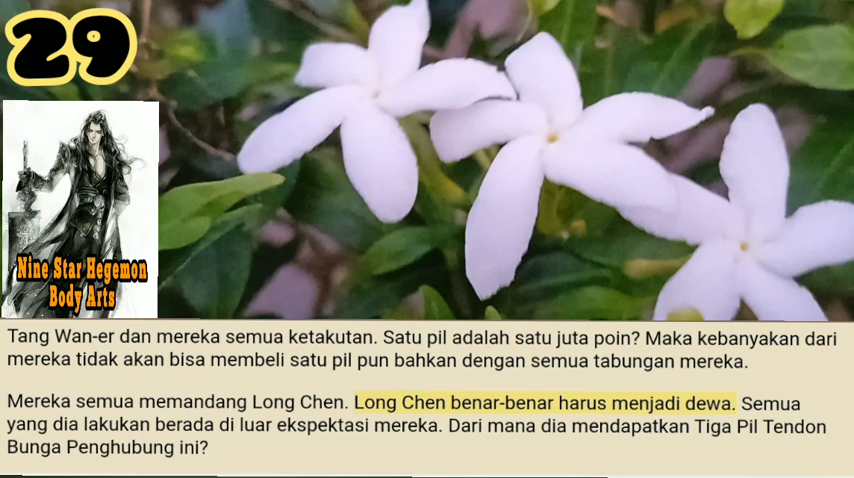 29
Nine Star Hegemon
Body Arts
Tang Wan-er dan mereka semua ketakutan. Satu pil adalah satu juta poin? Maka kebanyakan dari
mereka tidak akan bisa membeli satu pil pun bahkan dengan semua tabungan mereka.
Mereka semua memandang Long Chen. Long Chen benar-benar harus menjadi dewa. Semua
yang dia lakukan berada di luar ekspektasi mereka. Dari mana dia mendapatkan Tiga Pil Tendon
Bunga Penghubung ini?